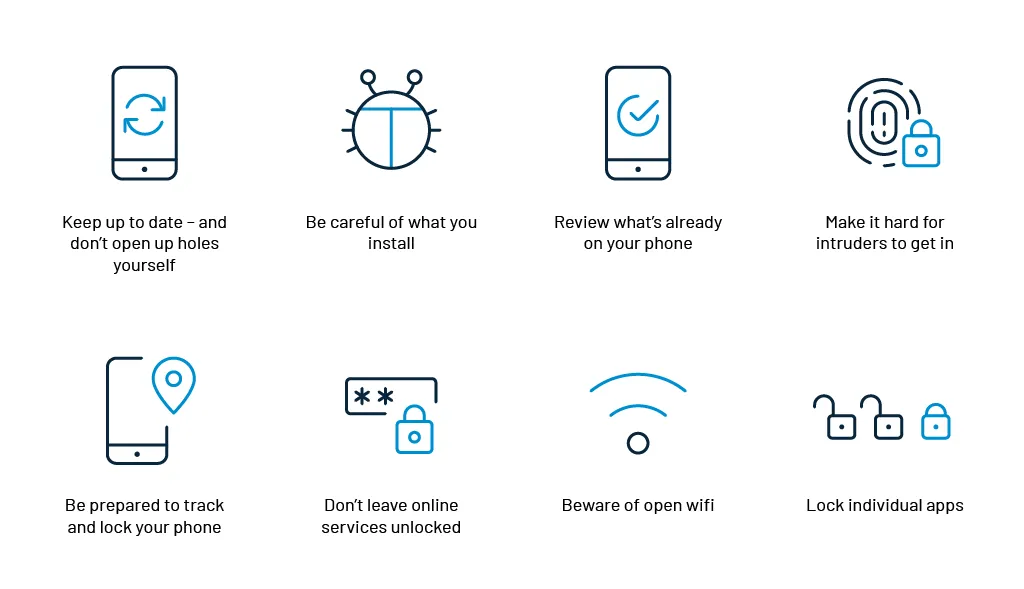 Keep up to date – and
don’t open up holes
yourself
Be careful of what you
install
Review what’s already
on your phone
Make it hard for
intruders to get in
Be prepared to track
and lock your phone
**
Don’t leave online
services unlocked
Beware of open wifi
Lock individual apps